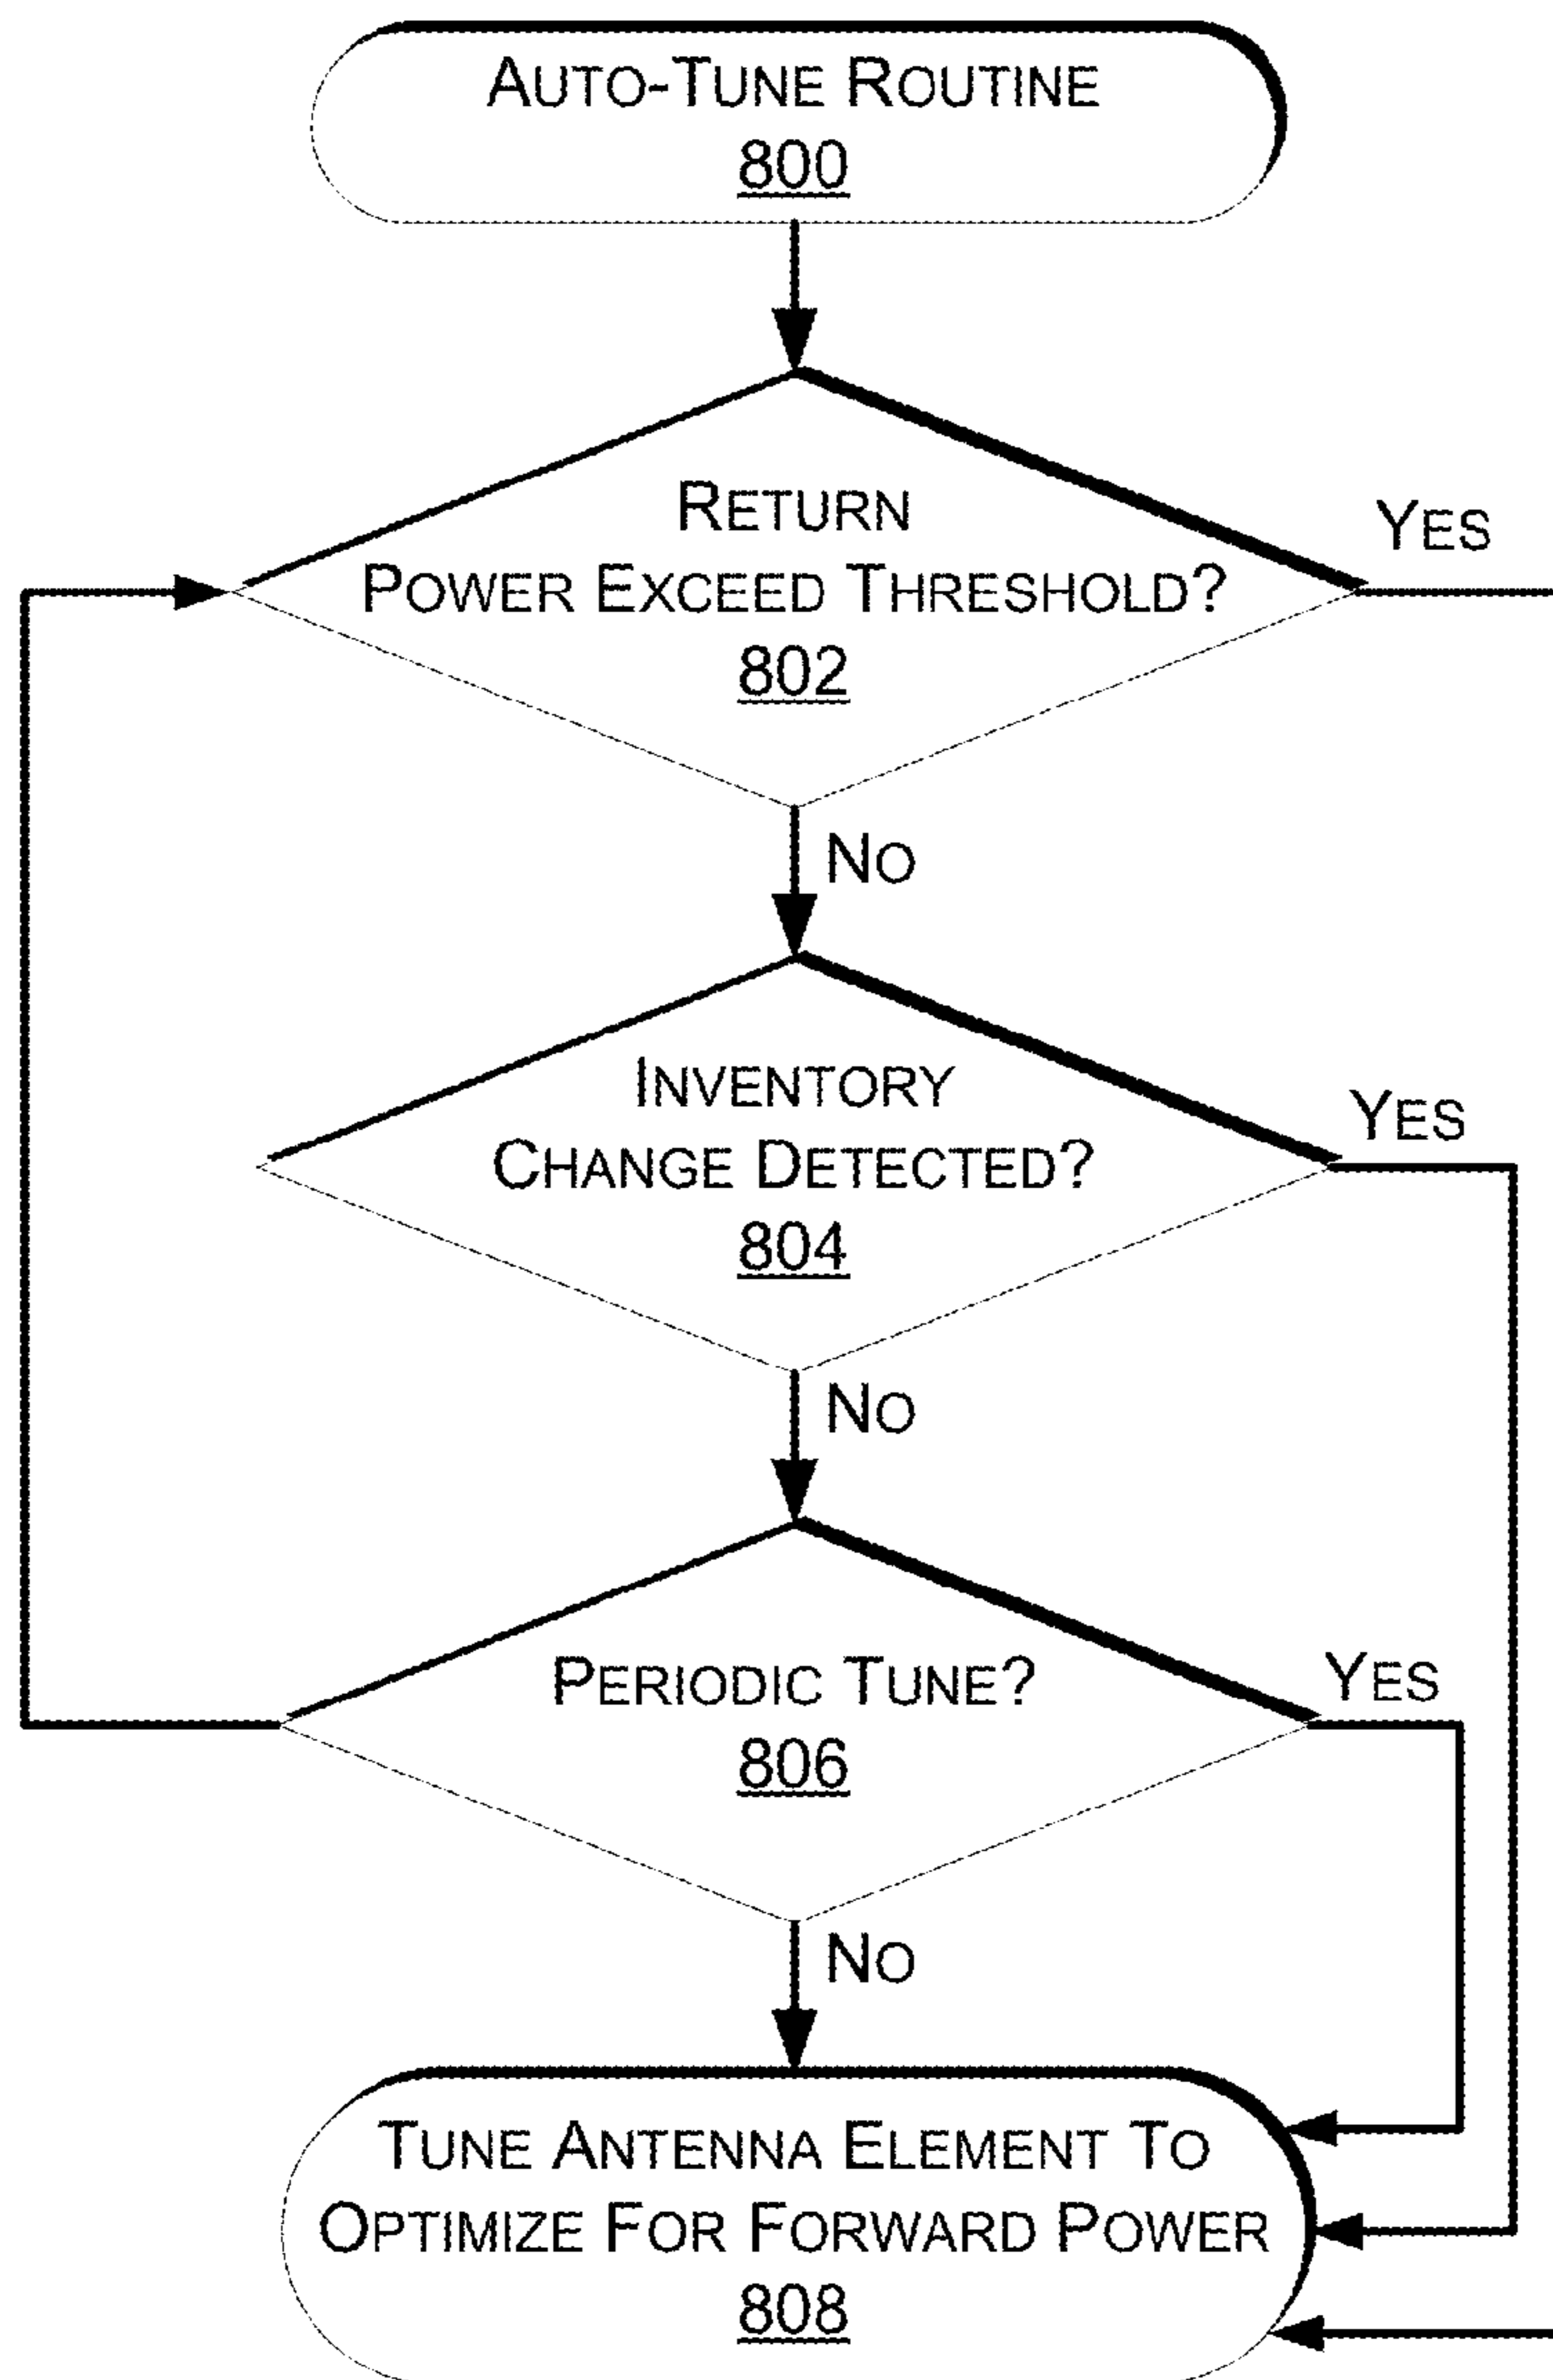 AUTO-TUNE ROUTINE
800
RETURN
POWER EXCEED THRESHOLD?
802
YES
NO
INVENTORY
CHANGE DETECTED?
804
YES
NO
PERIODIC TUNE?
806
YES
NO
TUNE ANTENNA ELEMENT TO
OPTIMIZE FOR FORWARD POWER
808